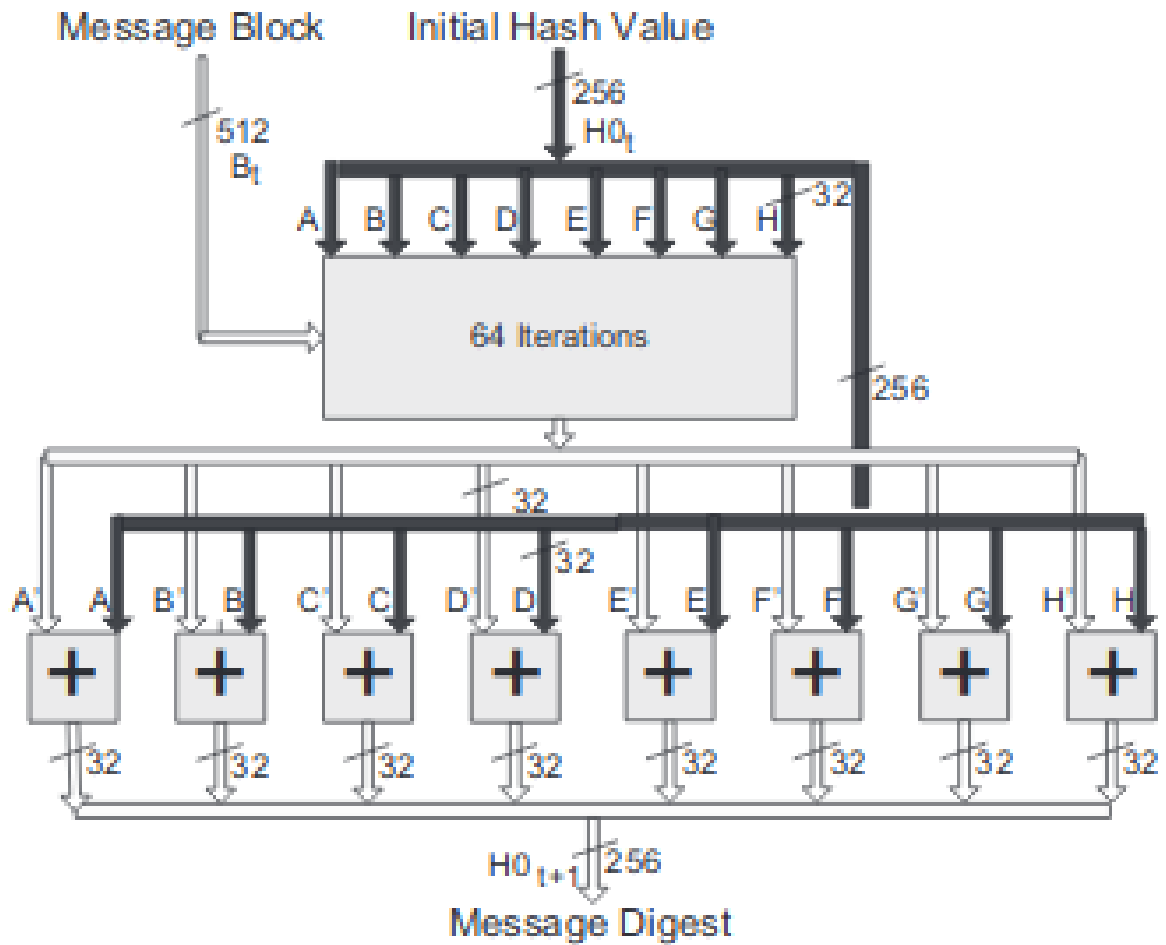 Message Block Initial Hash Value
256
512 H0t
Bt
32
A B C D E F G H
64 Iterations
256
32
32
A' A B' B C' C D' D E' E F' F G' G H' H
+ + + + + + + +
32 32 32 32 32 32 32 32
H0 t+1 256
Message Digest